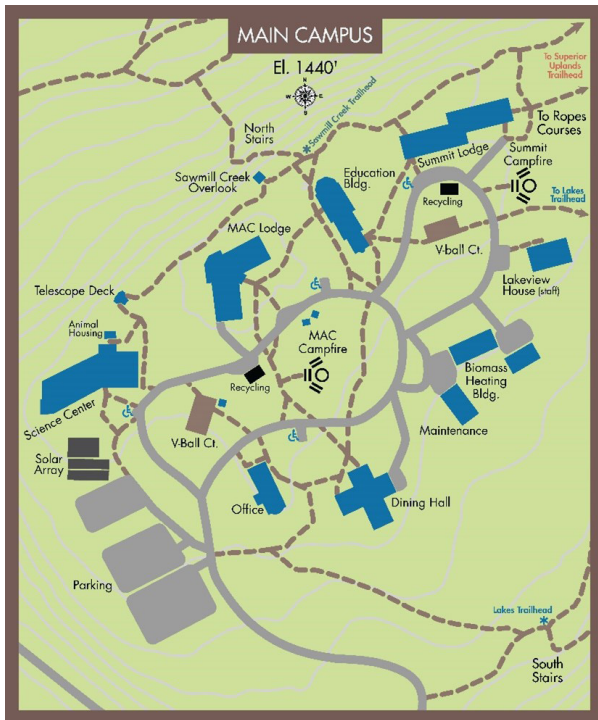 MAIN CAMPUS
El. 1440'
N
W
E
S
Sawmill Creek Trailhead
To Superior
Uplands
Trailhead
To Ropes
Courses
North
Stairs
Summit Lodge
Summit
Campfire
Sawmill Creek
Overlook
Education
Bldg.
Recycling
To Lakes
Trailhead
MAC Lodge
V-ball Ct.
Lakeview
House (staff)
Telescope Deck
Animal
Housing
MAC
Campfire
Biomass
Heating
Bldg.
Recycling
Science Center
V-Ball Ct.
Maintenance
Solar
Array
Office
Dining Hall
Parking
Lakes Trailhead
South
Stairs